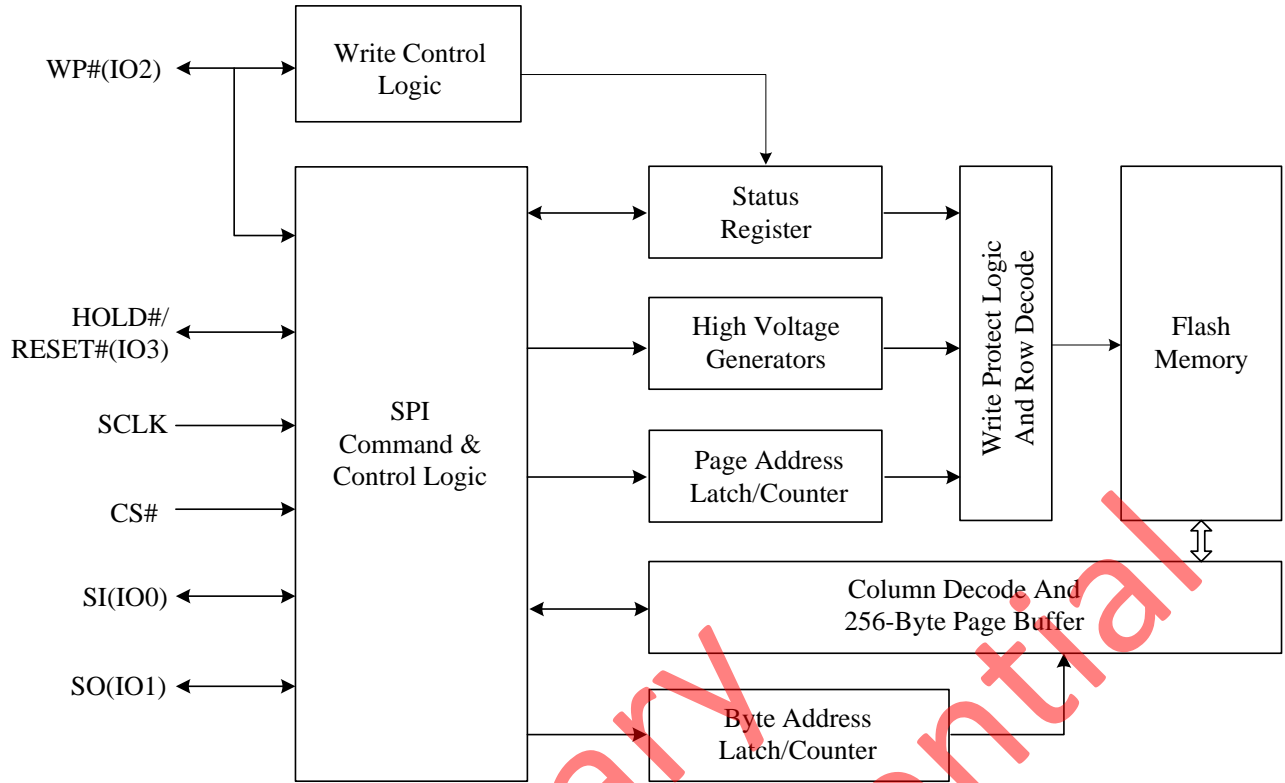 WP#(IO2)
Write Control
Logic
Status
Register
HOLD#/
RESET#(IO3)
High Voltage
Generators
Write Protect Logic
And Row Decode
Flash
Memory
SCLK
SPI
Command &
Control Logic
Page Address
Latch/Counter
CS#
SI(IO0)
Column Decode And
256-Byte Page Buffer
SO(IO1)
Byte Address
Latch/Counter